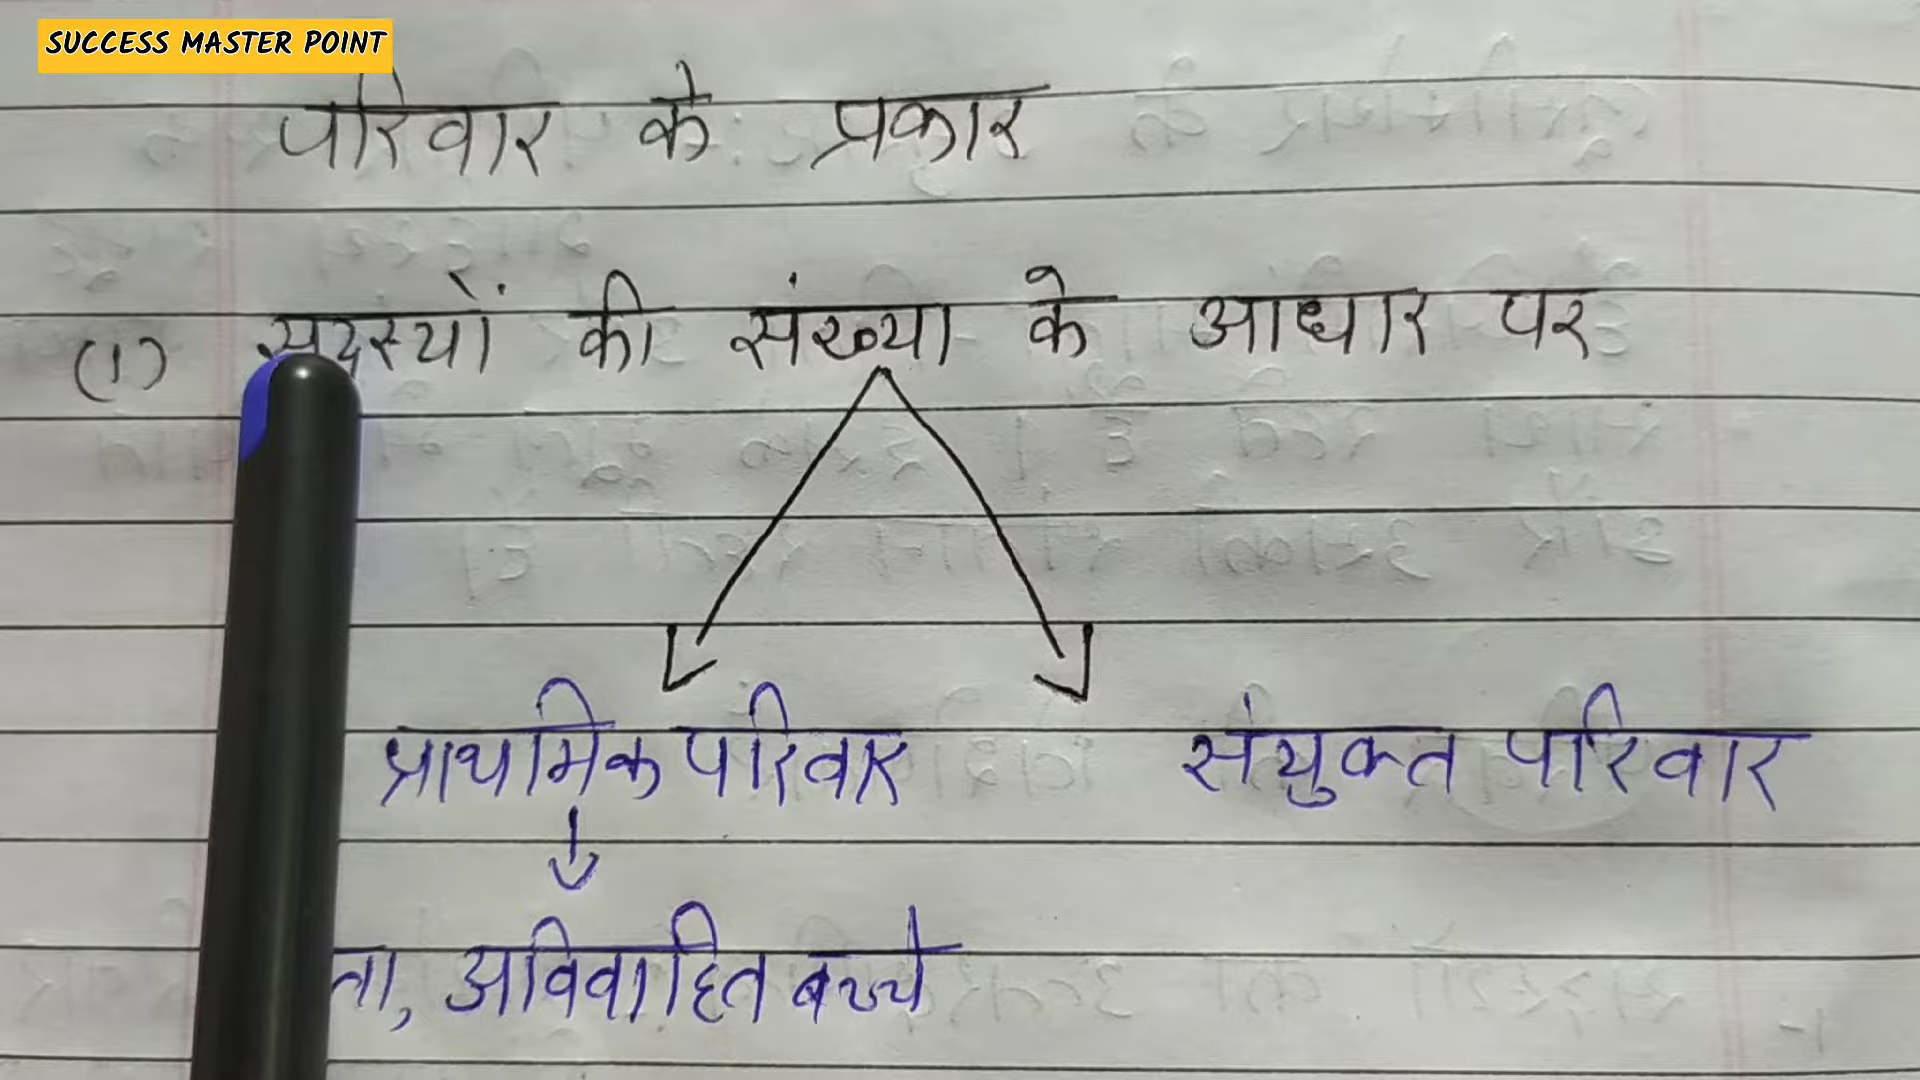 SUCCESS MASTER POINT
परिवार के प्रकार
(1) सदस्यों की संख्या के आधार पर
प्राथमिक परिवार संयुक्त परिवार
ता, अविवाहित बच्चे